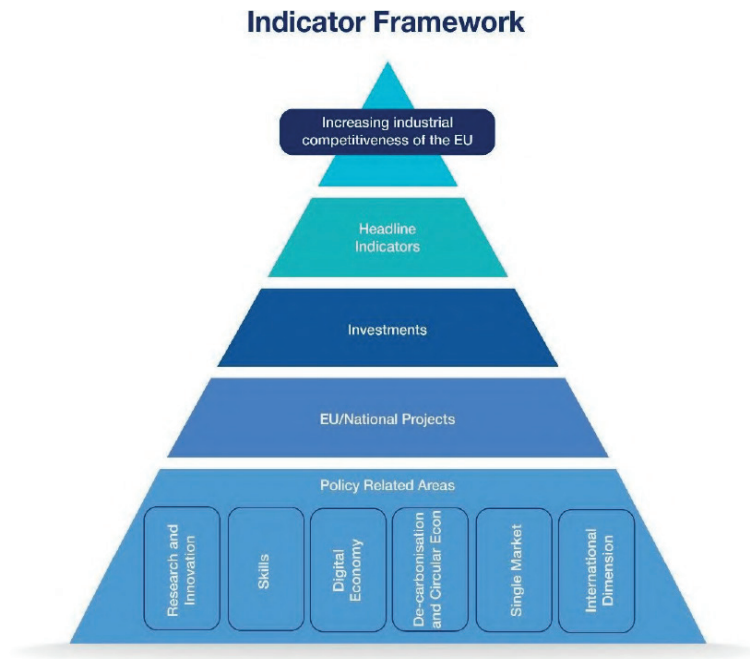 Indicator Framework
Increasing industrial
competitiveness of the EU
Headline
Indicators
Investments
EU/National Projects
Policy Related Areas
Research and
Innovation
Skills
Digital
Economy
De-carbonisation
and Circular Econ
Single Market
International
Dimension